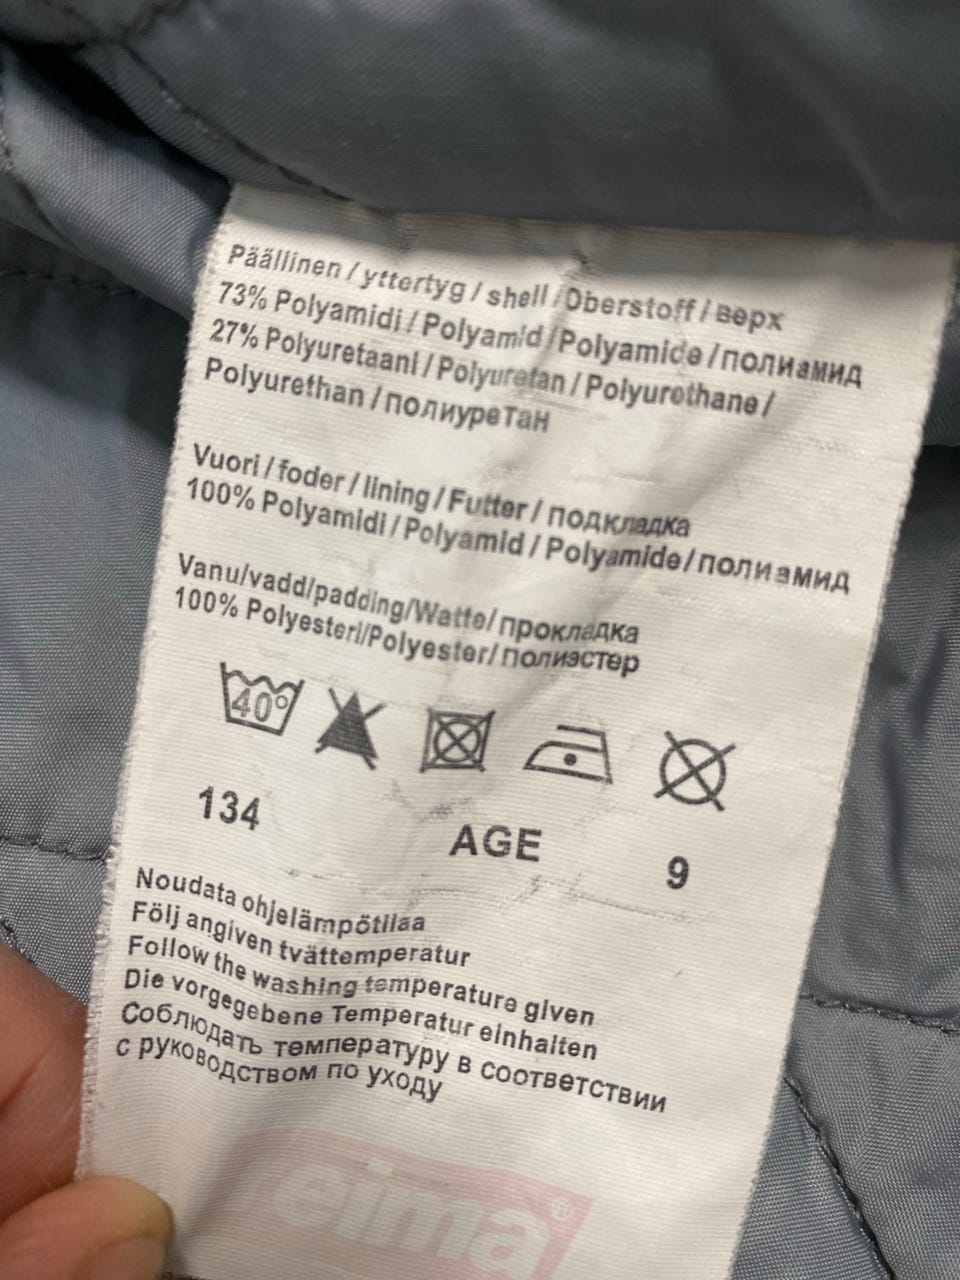 Päällinen / yttertyg / shell / Oberstoff / верх
73% Polyamidi / Polyamid / Polyamide / полиамид
27% Polyuretaani / Polyuretan / Polyurethane /
Polyurethan / полиуретан
Vuori / foder / lining / Futter / подкладка
100% Polyamidi / Polyamid / Polyamide / полиамид
Vanu/vadd/padding/Watte/ прокладка
100% Polyesteri/Polyester/ полиэстер
40°
134 AGE 9
Noudata ohjelämpötilaa
Följ angiven tvättemperatur
Follow the washing temperature given
Die vorgegebene Temperatur einhalten
Соблюдать температуру в соответствии
с руководством по уходу
eima®